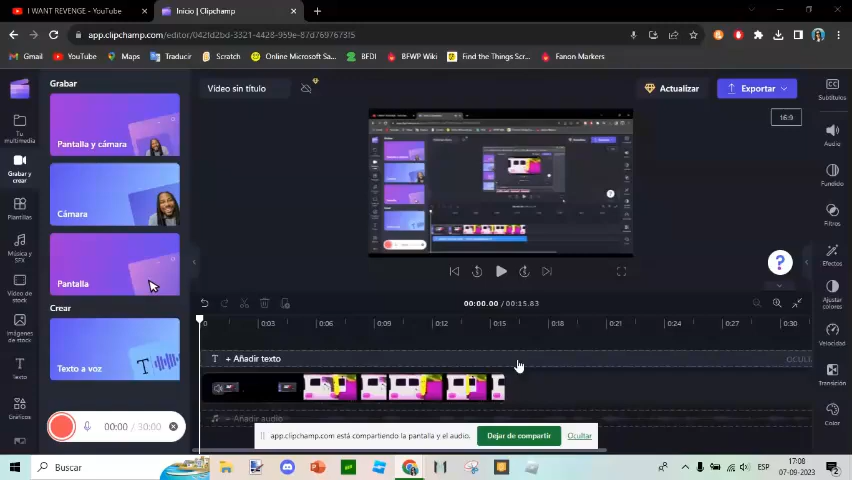 I WANT REVENGE - YouTube
Inicio | Clipchamp
app.clipchamp.com/editor/042fd2bd-3321-4428-959e-87d7697673f5
Gmail
YouTube
Maps
Traducir
Scratch
Online Microsoft Sa...
BFDI
BFWP Wiki
Find the Things Scr...
Fanon Markers
Grabar
Pantalla y cámara
Cámara
Pantalla
Crear
Texto a voz
00:00 / 30:00
Tu multimedia
Grabar y crear
Plantillas
Música y SFX
Vídeo de stock
Imágenes de stock
Texto
Gráficos
Vídeo sin título
Actualizar
Exportar
16:9
?
Subtítulos
Audio
Fundido
Filtros
Efectos
Ajustar colores
Velocidad
Transición
Color
00:00.00 / 00:15.83
0
0:03
0:06
0:09
0:12
0:15
0:18
0:21
0:24
0:27
0:30
T + Añadir texto
+ Añadir audio
app.clipchamp.com está compartiendo la pantalla y el audio.
Dejar de compartir
Ocultar
Buscar
ESP
17:08
07-09-2023
2